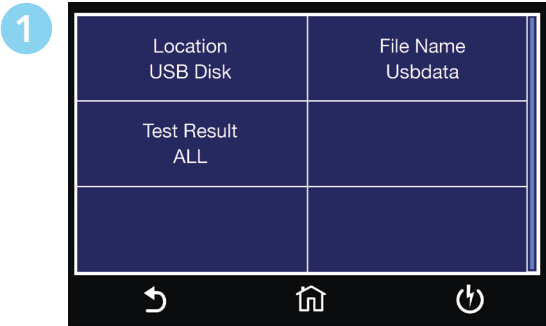 1
Location
USB Disk
File Name
Usbdata
Test Result
ALL